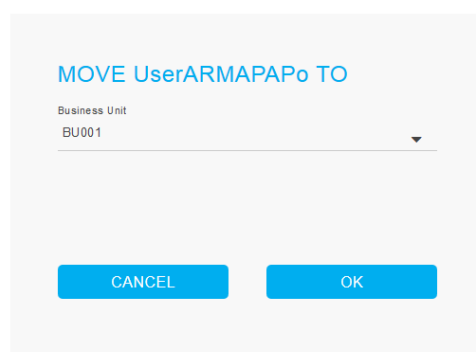 MOVE UserARMAPAPo TO
Business Unit
BU001
CANCEL
OK